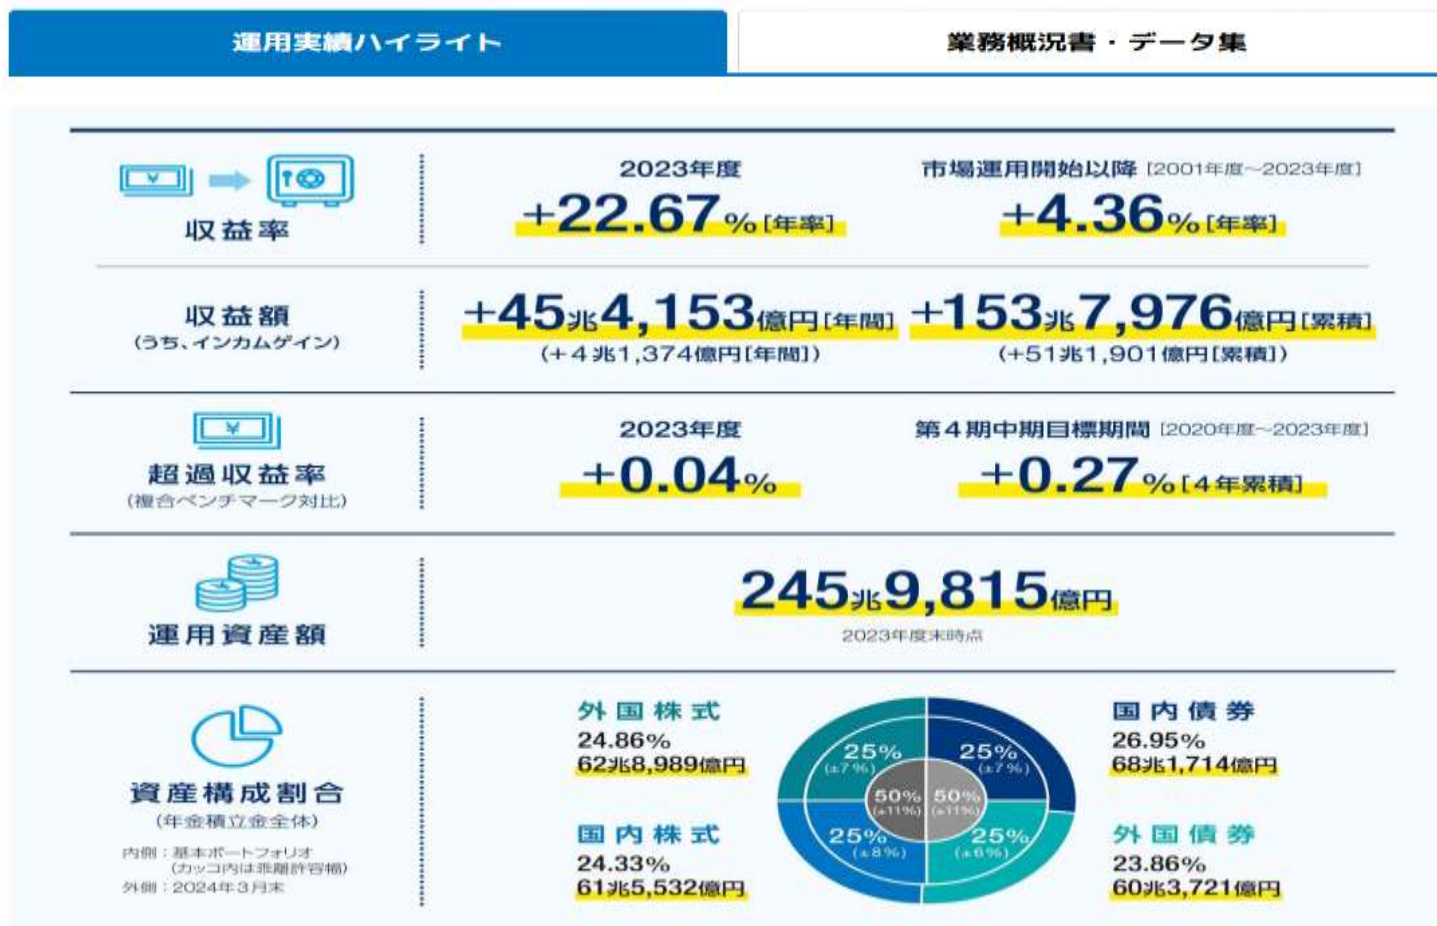 運用実績ハイライト
業務概況書・データ集
収益率
2023年度
+22.67%[年率]
市場運用開始以降 [2001年度～2023年度]
+4.36%[年率]
収益額
(うち、インカムゲイン)
+45兆4,153億円[年間]
(+4兆1,374億円[年間])
+153兆7,976億円[累積]
(+51兆1,901億円[累積])
超過収益率
(複合ベンチマーク対比)
2023年度
+0.04%
第4期中期目標期間 [2020年度～2023年度]
+0.27%[4年累積]
運用資産額
245兆9,815億円
2023年度末時点
資産構成割合
(年金積立金全体)
内側：基本ポートフォリオ
(カッコ内は乖離許容幅)
外側：2024年3月末
外国株式
24.86%
62兆8,989億円
国内株式
24.33%
61兆5,532億円
25%
(±7%)
25%
(±7%)
50%
(±11%)
50%
(±11%)
25%
(±8%)
25%
(±6%)
国内債券
26.95%
68兆1,714億円
外国債券
23.86%
60兆3,721億円